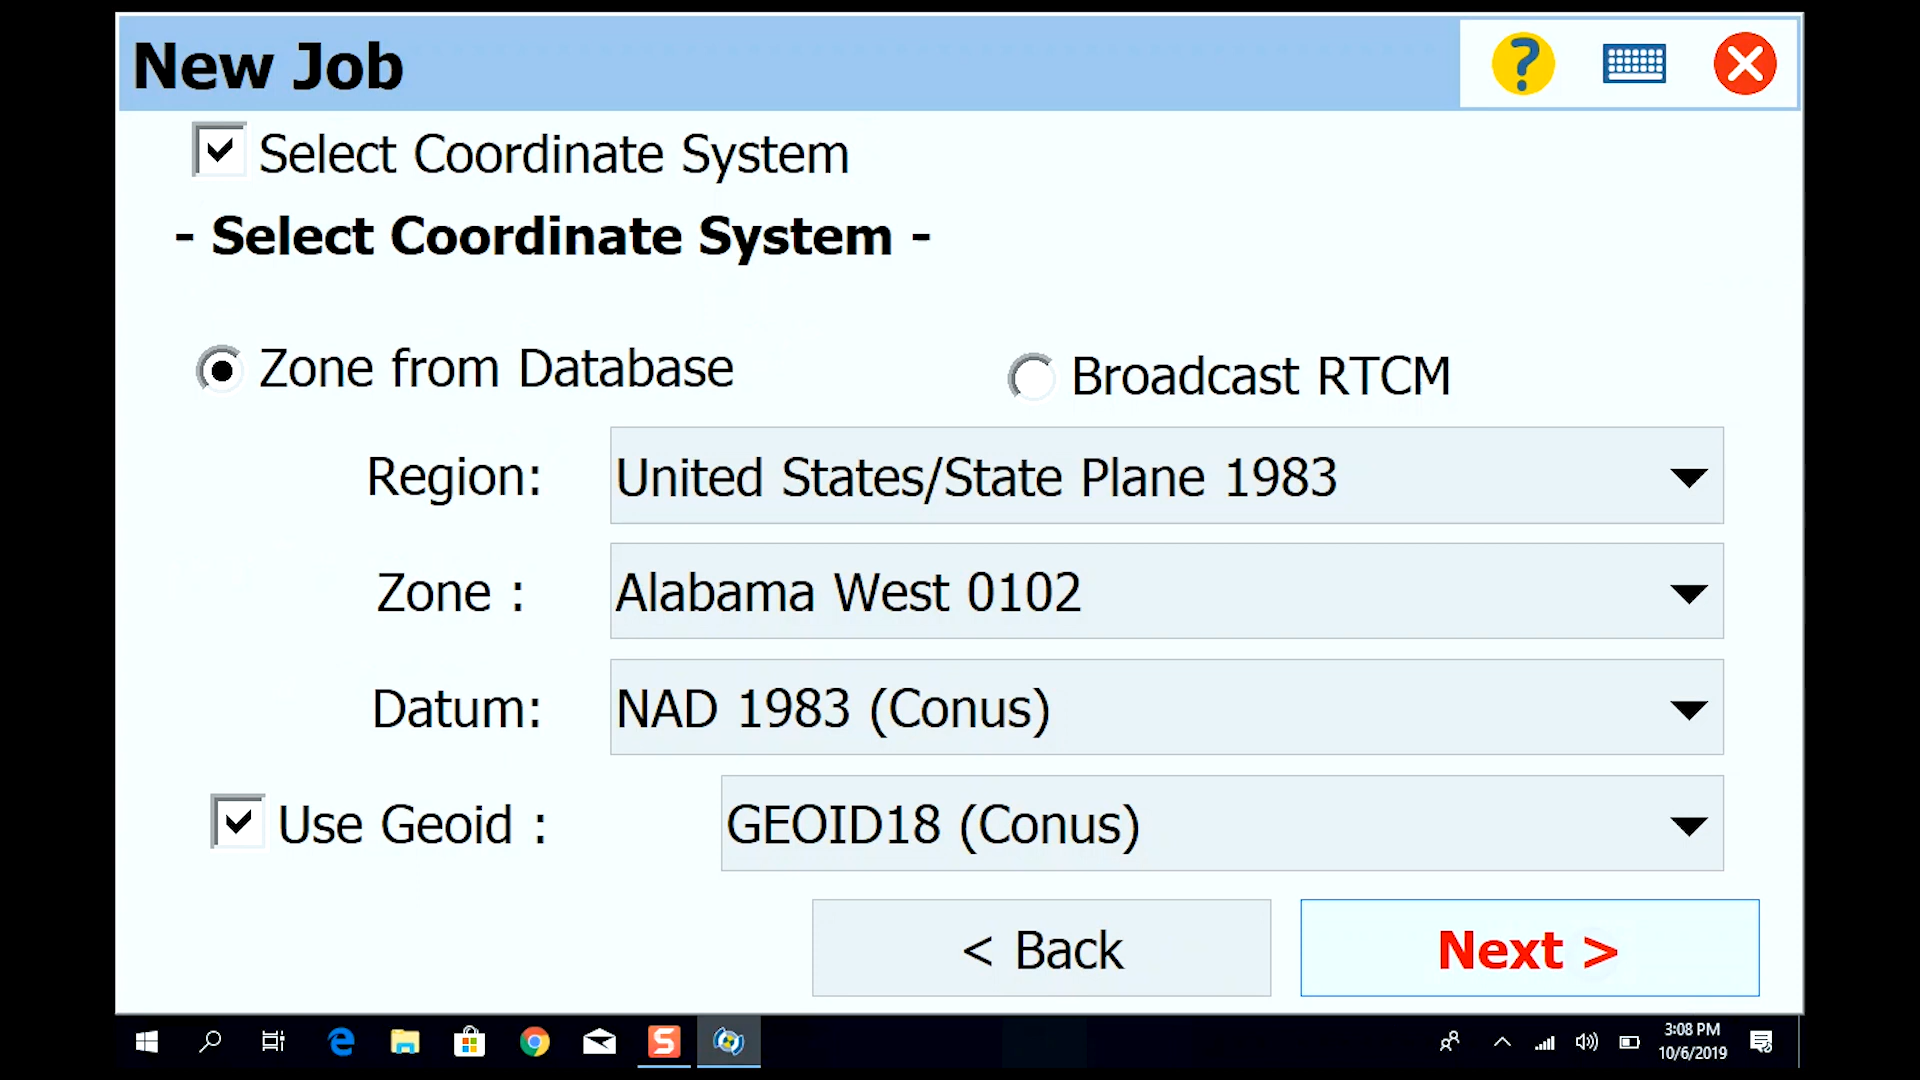 New Job
?
Select Coordinate System
- Select Coordinate System -
Zone from Database
Broadcast RTCM
Region: United States/State Plane 1983
Zone : Alabama West 0102
Datum: NAD 1983 (Conus)
Use Geoid : GEOID18 (Conus)
< Back
Next >
S
3:08 PM
10/6/2019